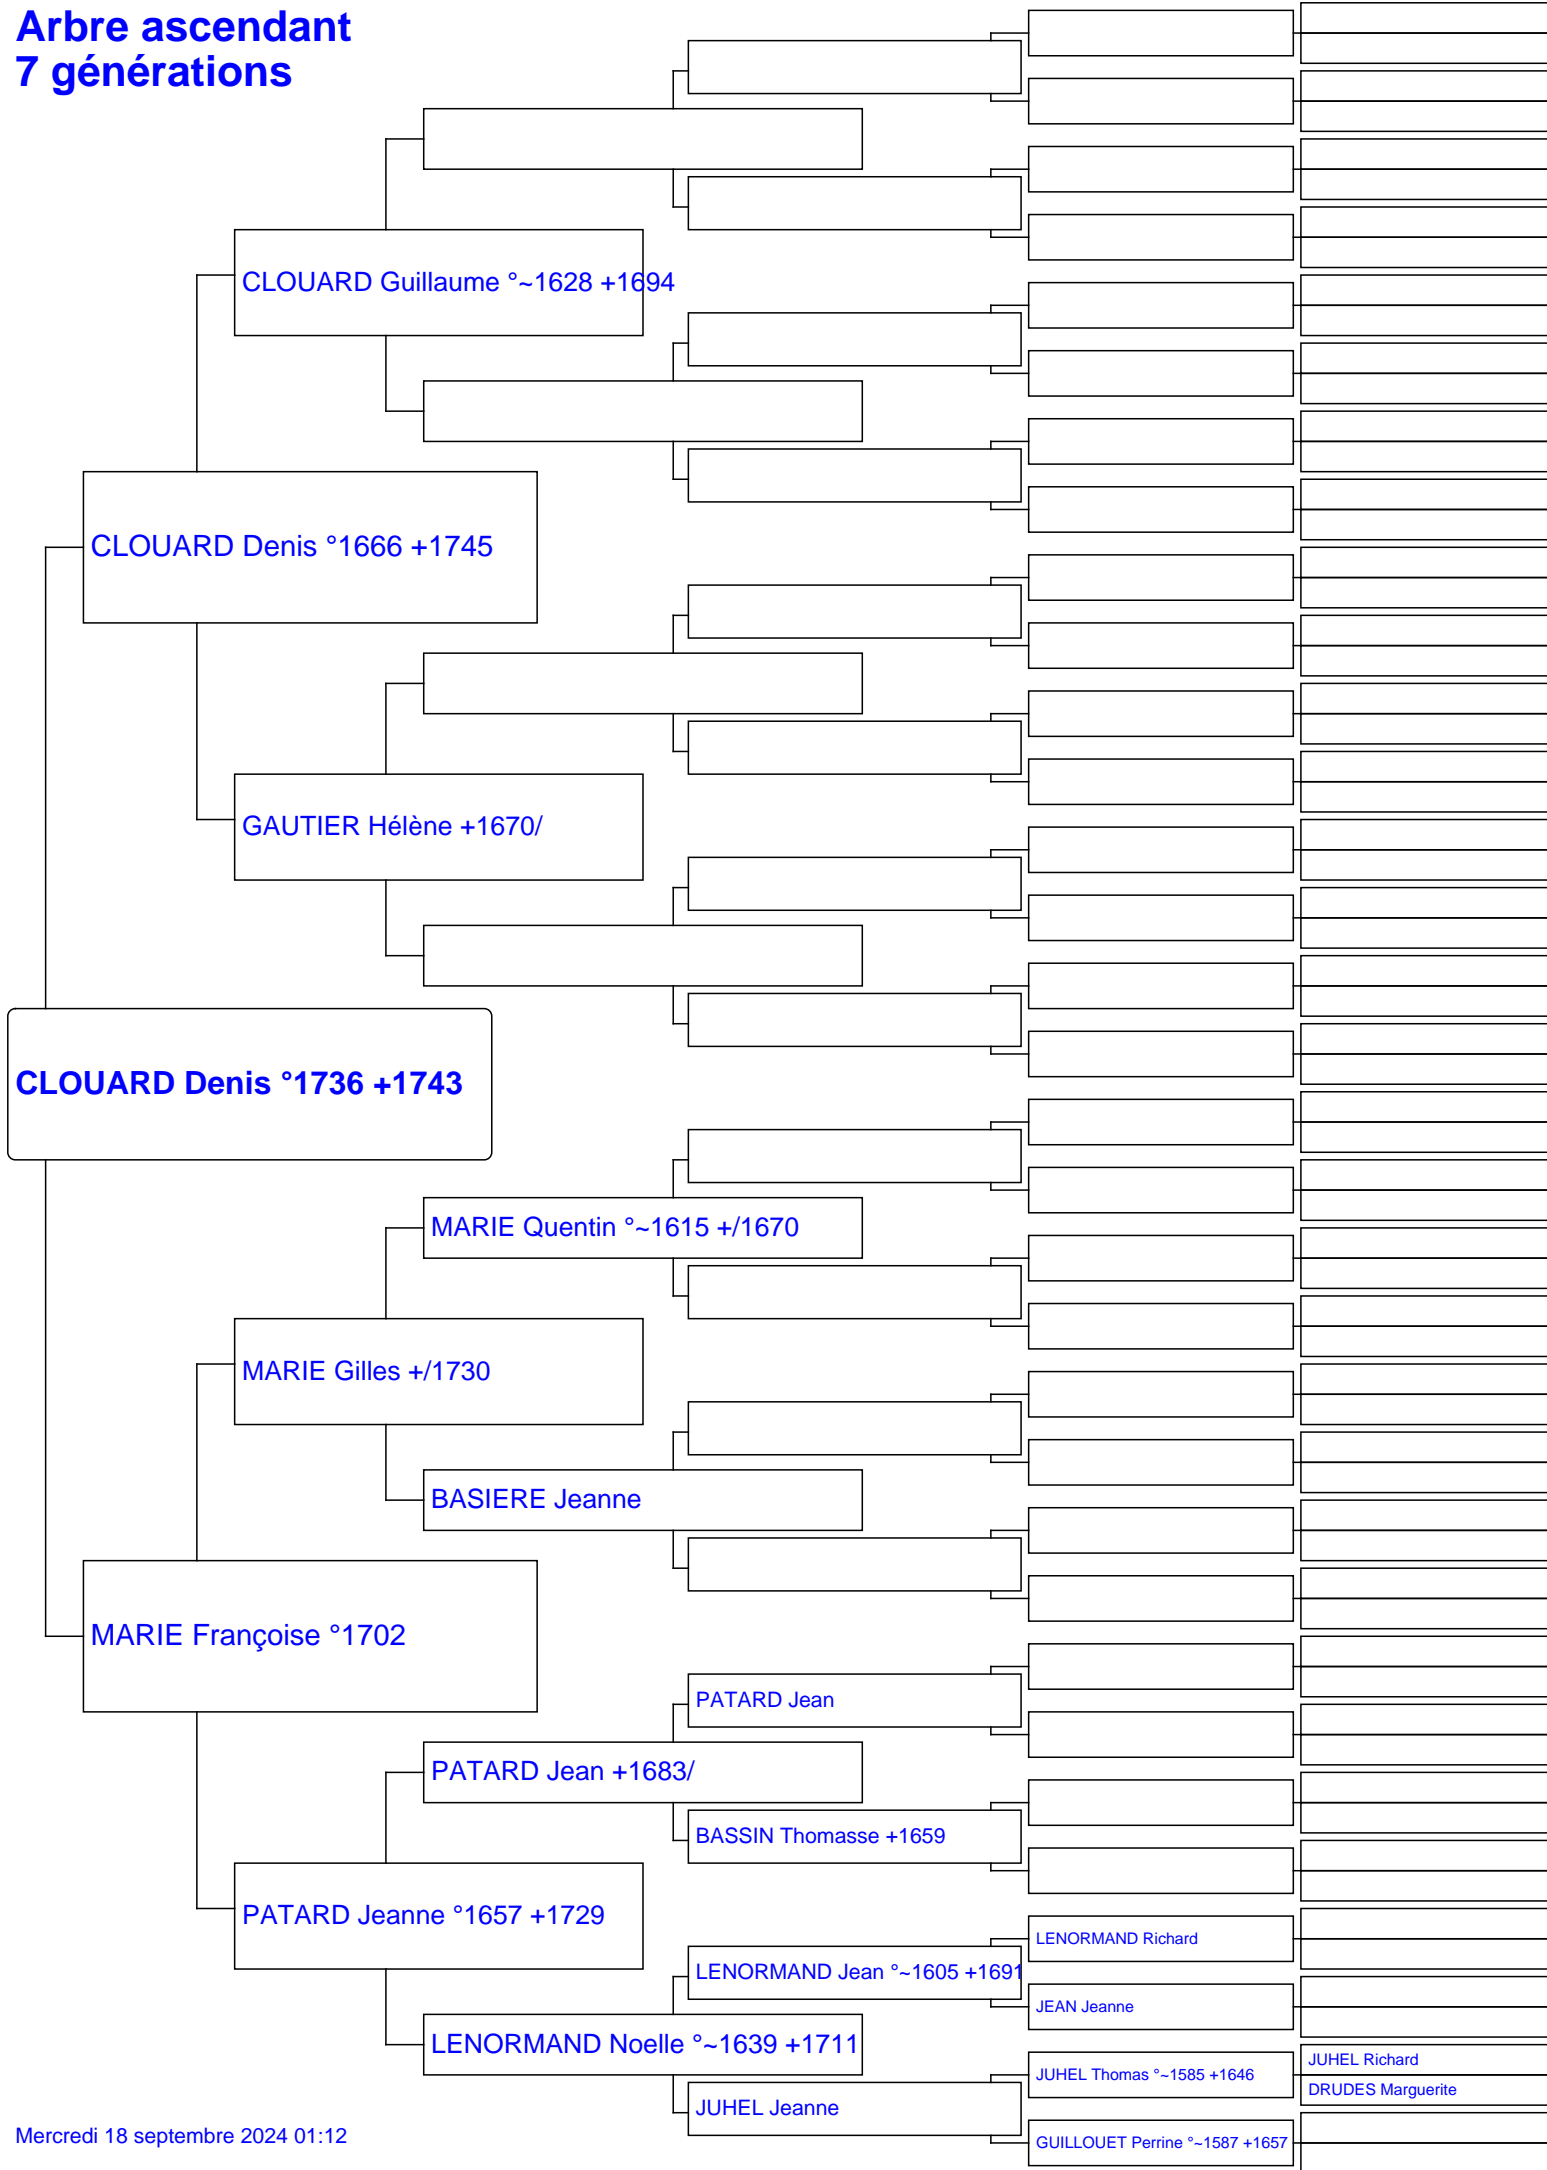 Arbre ascendant
7 générations
CLOUARD Guillaume °~1628 +1694
CLOUARD Denis °1666 +1745
GAUTIER Hélène +1670/
CLOUARD Denis °1736 +1743
MARIE Quentin °~1615 +/1670
MARIE Gilles +/1730
BASIERE Jeanne
MARIE Françoise °1702
PATARD Jean
PATARD Jean +1683/
BASSIN Thomasse +1659
PATARD Jeanne °1657 +1729
LENORMAND Richard
LENORMAND Jean °~1605 +1691
JEAN Jeanne
LENORMAND Noelle °~1639 +1711
JUHEL Richard
JUHEL Thomas °~1585 +1646
DRUDES Marguerite
JUHEL Jeanne
GUILLOUET Perrine °~1587 +1657
Mercredi 18 septembre 2024 01:12